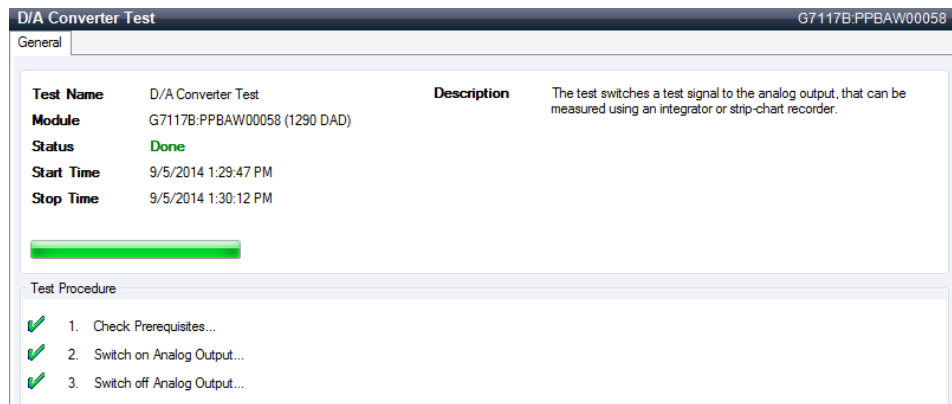 D/A Converter Test G7117B:PPBAW00058
General
Test Name D/A Converter Test Description The test switches a test signal to the analog output, that can be
measured using an integrator or strip-chart recorder.
Module G7117B:PPBAW00058 (1290 DAD)
Status Done
Start Time 9/5/2014 1:29:47 PM
Stop Time 9/5/2014 1:30:12 PM
Test Procedure
1. Check Prerequisites...
2. Switch on Analog Output...
3. Switch off Analog Output...